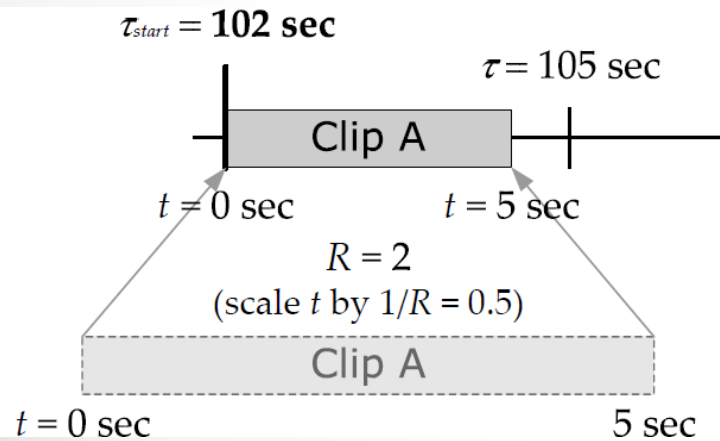 τstart = 102 sec
τ = 105 sec
Clip A
t = 0 sec
t = 5 sec
R = 2
(scale t by 1/R = 0.5)
Clip A
t = 0 sec
5 sec